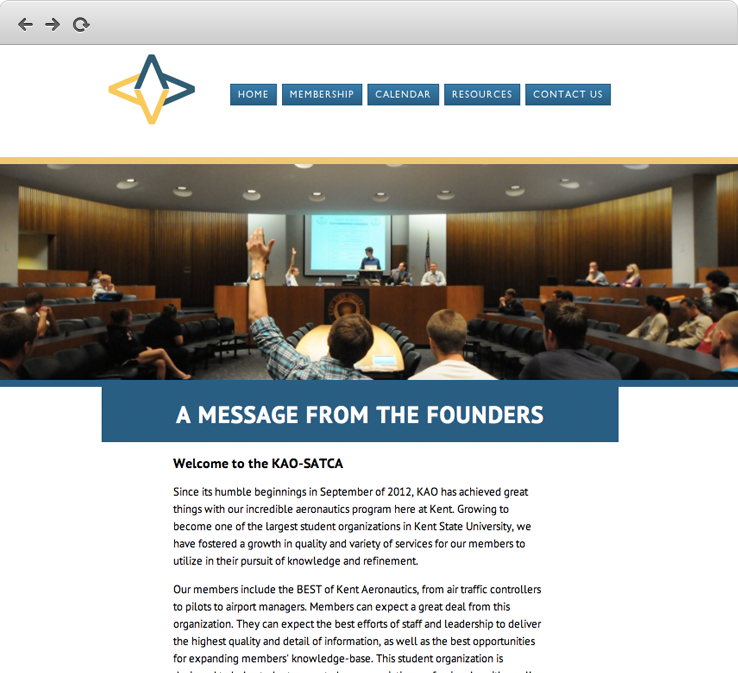 HOME MEMBERSHIP CALENDAR RESOURCES CONTACT US
A MESSAGE FROM THE FOUNDERS
Welcome to the KAO-SATCA
Since its humble beginnings in September of 2012, KAO has achieved great
things with our incredible aeronautics program here at Kent. Growing to
become one of the largest student organizations in Kent State University, we
have fostered a growth in quality and variety of services for our members to
utilize in their pursuit of knowledge and refinement.
Our members include the BEST of Kent Aeronautics, from air traffic controllers
to pilots to airport managers. Members can expect a great deal from this
organization. They can expect the best efforts of staff and leadership to deliver
the highest quality and detail of information, as well as the best opportunities
for expanding members' knowledge-base. This student organization is